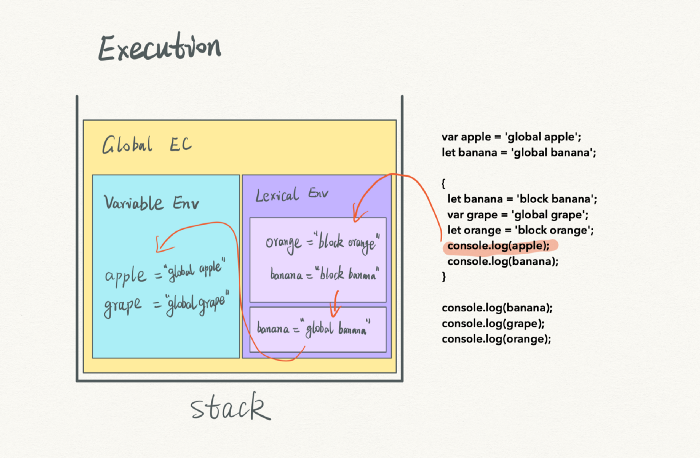 Execution
Global EC
Variable Env
apple = "global apple"
grape = "global grape"
Lexical Env
orange = "block orange"
banana = "block banana"
banana = "global banana"
stack
var apple = 'global apple';
let banana = 'global banana';
{
let banana = 'block banana';
var grape = 'global grape';
let orange = 'block orange';
console.log(apple);
console.log(banana);
}
console.log(banana);
console.log(grape);
console.log(orange);